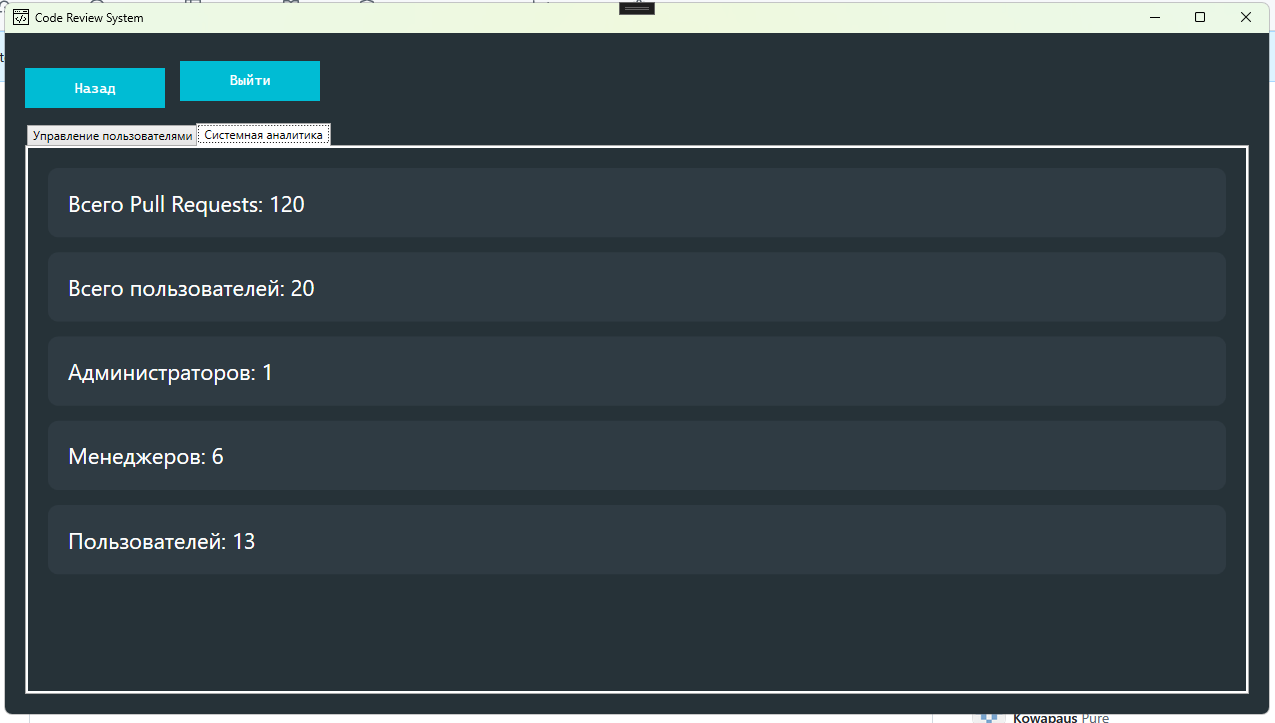 Code Review System
Назад
Выйти
Управление пользователями
Системная аналитика
Всего Pull Requests: 120
Всего пользователей: 20
Администраторов: 1
Менеджеров: 6
Пользователей: 13
Kowapaus Pure